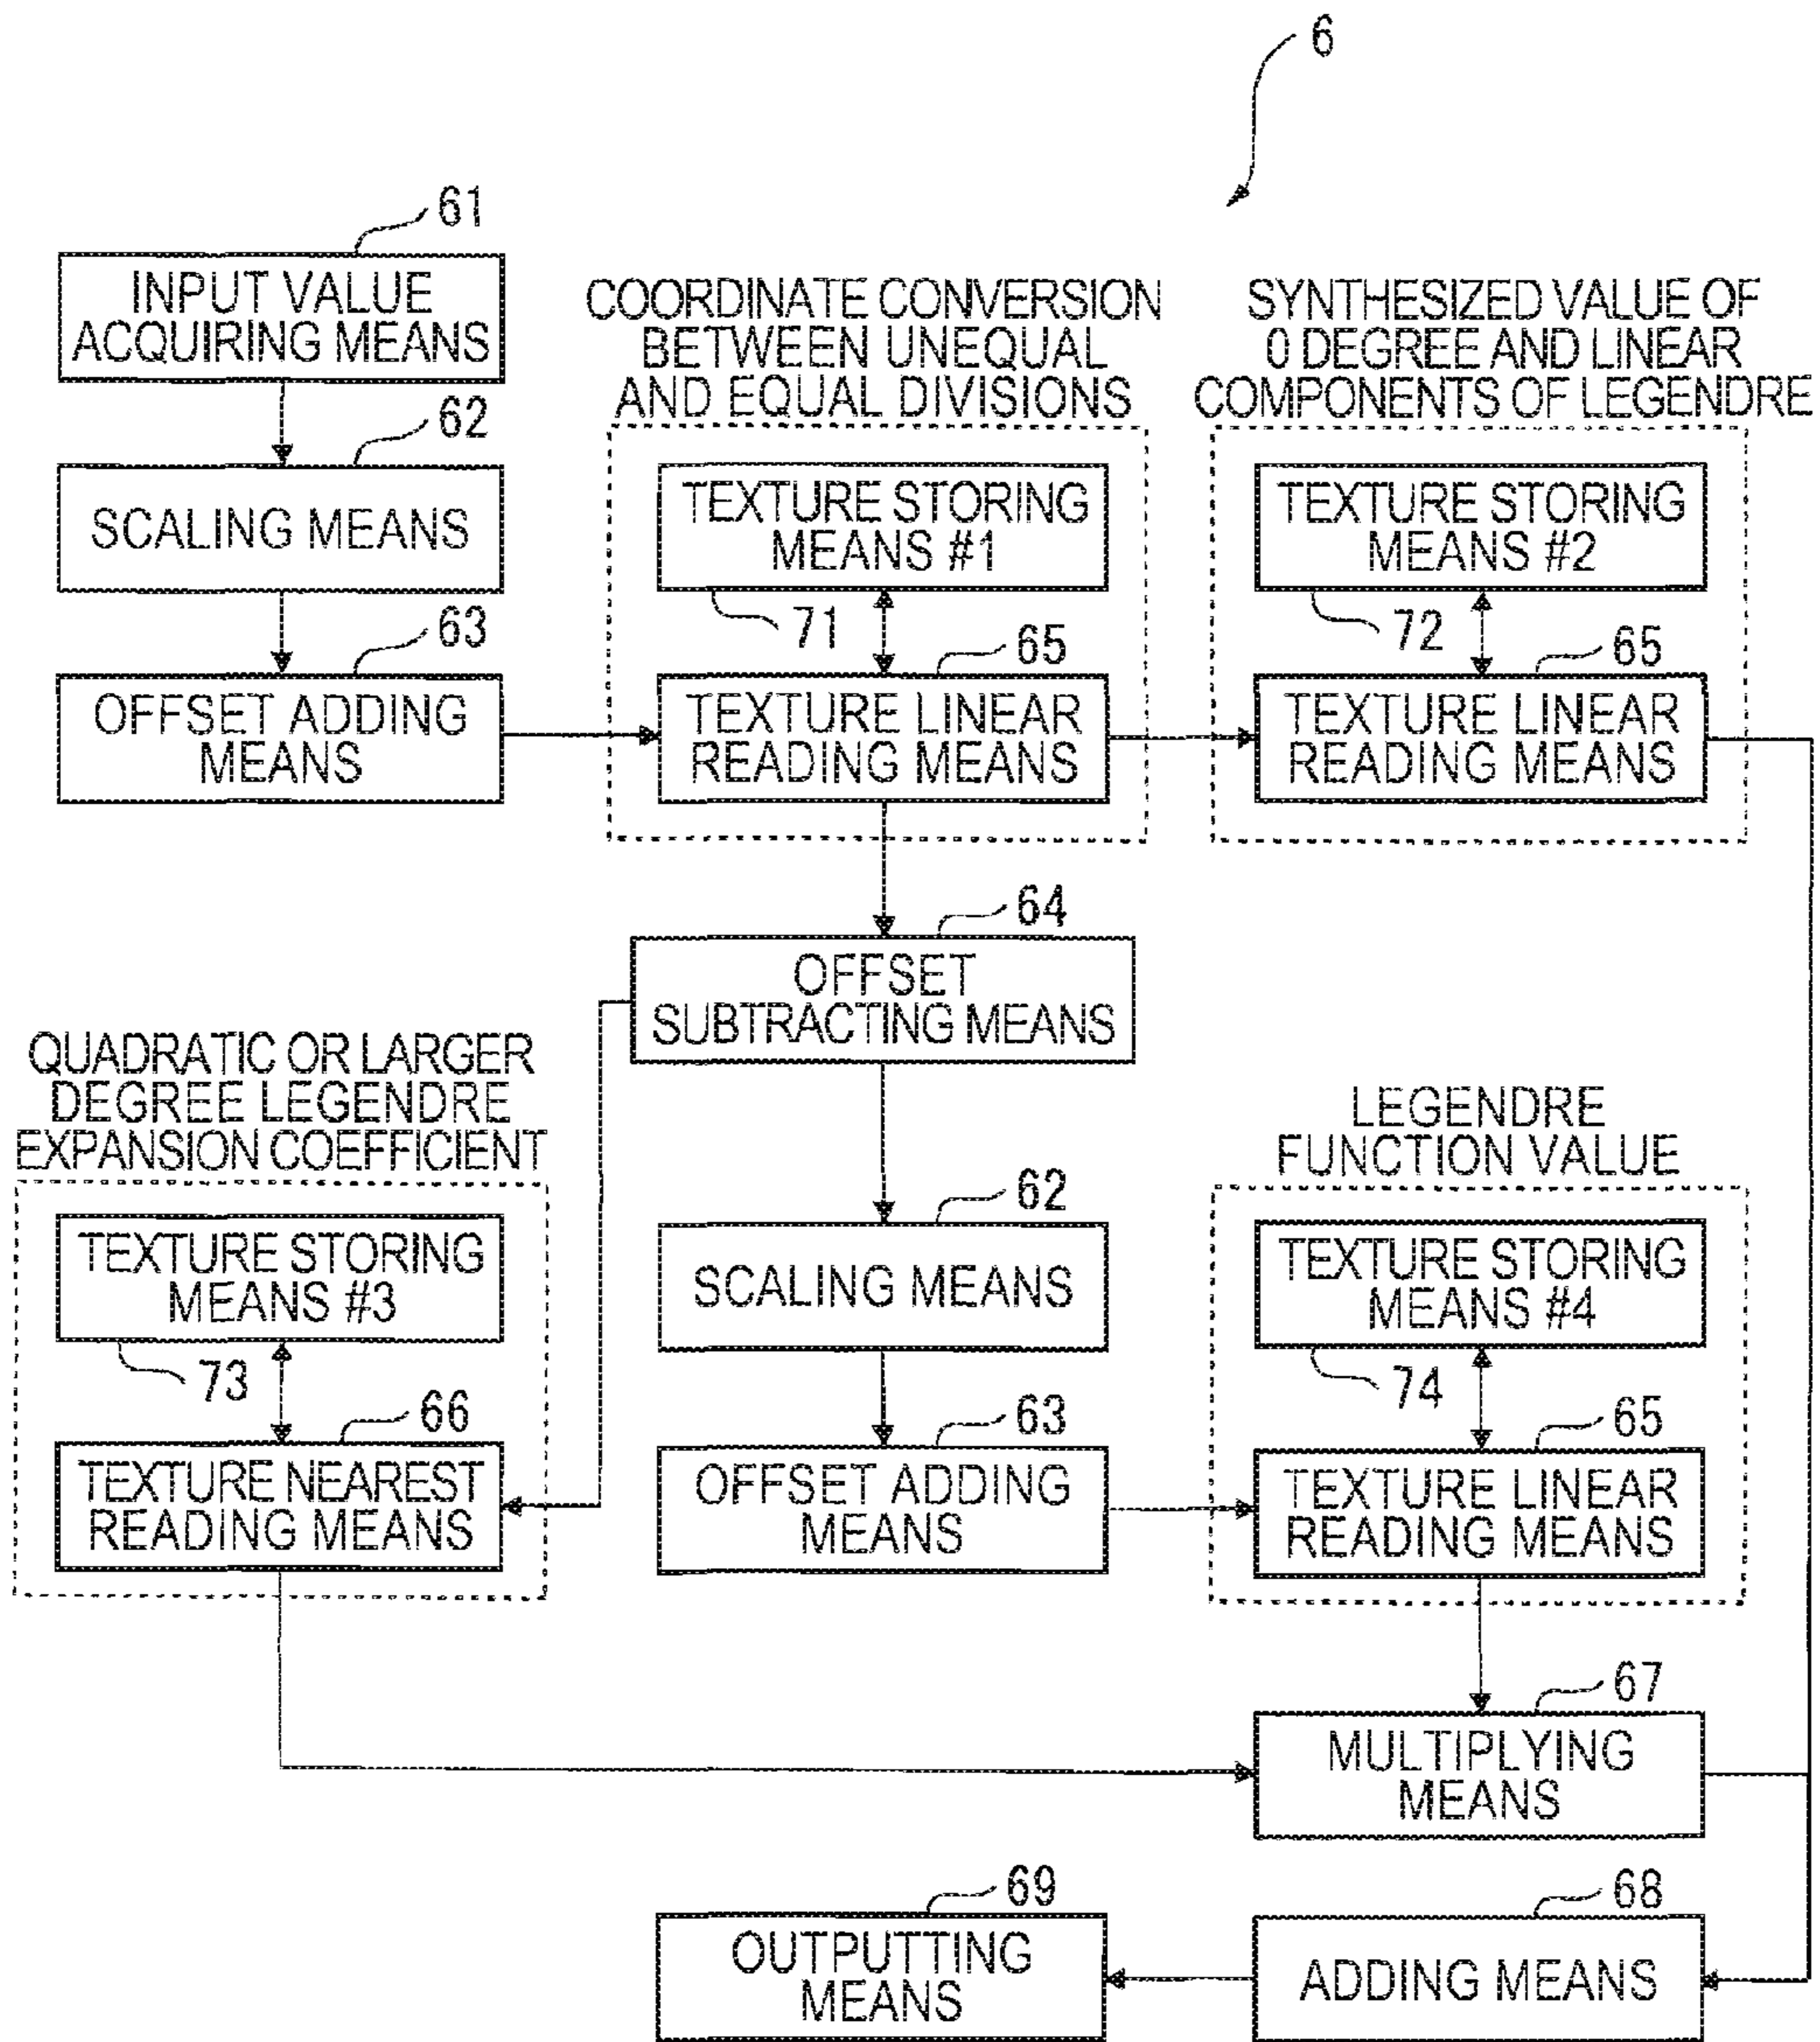 6
61
INPUT VALUE
ACQUIRING MEANS
COORDINATE CONVERSION
BETWEEN UNEQUAL
AND EQUAL DIVISIONS
SYNTHESIZED VALUE OF
0 DEGREE AND LINEAR
COMPONENTS OF LEGENDRE
62
SCALING MEANS
TEXTURE STORING
MEANS #1
TEXTURE STORING
MEANS #2
63
71
65
72
65
OFFSET ADDING
MEANS
TEXTURE LINEAR
READING MEANS
TEXTURE LINEAR
READING MEANS
64
OFFSET
SUBTRACTING MEANS
QUADRATIC OR LARGER
DEGREE LEGENDRE
EXPANSION COEFFICIENT
LEGENDRE
FUNCTION VALUE
62
TEXTURE STORING
MEANS #3
SCALING MEANS
TEXTURE STORING
MEANS #4
73
66
63
74
65
TEXTURE NEAREST
READING MEANS
OFFSET ADDING
MEANS
TEXTURE LINEAR
READING MEANS
67
MULTIPLYING
MEANS
69
68
OUTPUTTING
MEANS
ADDING MEANS